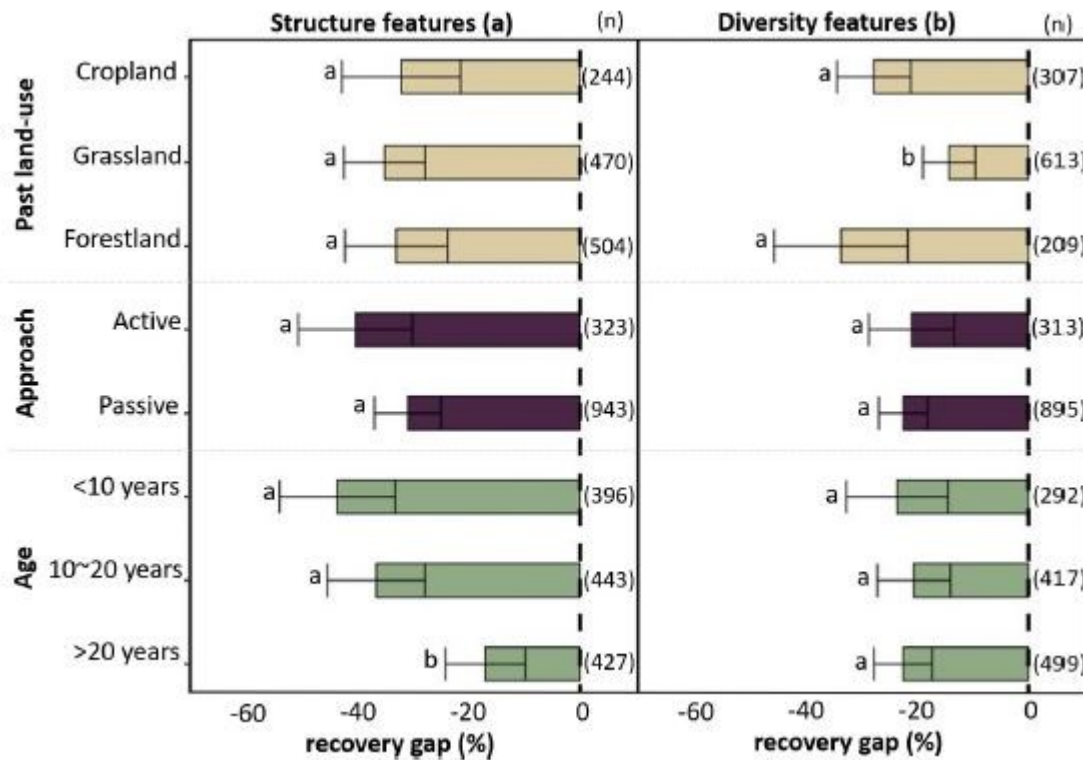 Structure features (a) (n) Diversity features (b) (n)
Past land-use
Cropland a (244) a (307)
Grassland a (470) b (613)
Forestland a (504) a (209)
Approach
Active a (323) a (313)
Passive a (943) a (895)
Age
<10 years a (396) a (292)
10~20 years a (443) a (417)
>20 years b (427) a (499)
-60 -40 -20 0 -60 -40 -20 0
recovery gap (%) recovery gap (%)